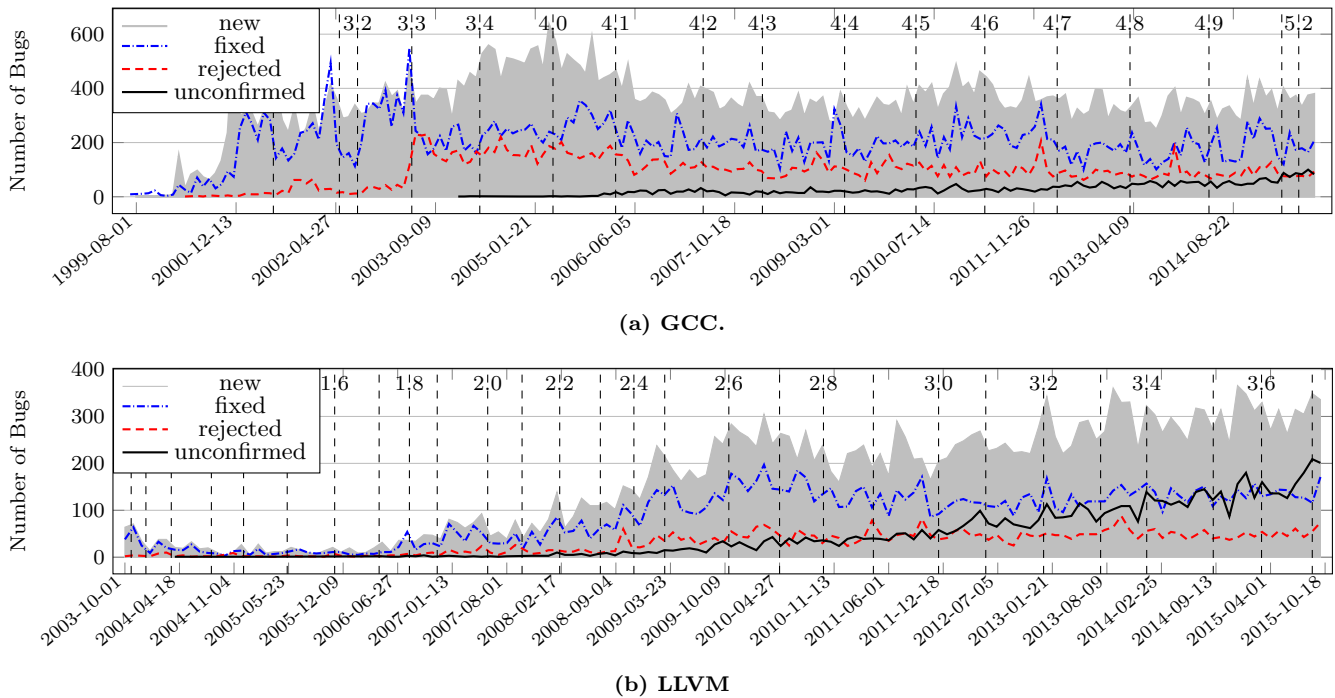 new
fixed
rejected
unconfirmed
3.2 3.3 3.4 4.0 4.1 4.2 4.3 4.4 4.5 4.6 4.7 4.8 4.9 5.2
600
400
200
0
Number of Bugs
1999-08-01 2000-12-13 2002-04-27 2003-09-09 2005-01-21 2006-06-05 2007-10-18 2009-03-01 2010-07-14 2011-11-26 2013-04-09 2014-08-22
(a) GCC.
new
fixed
rejected
unconfirmed
1.6 1.8 2.0 2.2 2.4 2.6 2.8 3.0 3.2 3.4 3.6
400
300
200
100
0
Number of Bugs
2003-10-01 2004-04-18 2004-11-04 2005-05-23 2005-12-09 2006-06-27 2007-01-13 2007-08-01 2008-02-17 2008-09-04 2009-03-23 2009-10-09 2010-04-27 2010-11-13 2011-06-01 2011-12-18 2012-07-05 2013-01-21 2013-08-09 2014-02-25 2014-09-13 2015-04-01 2015-10-18
(b) LLVM